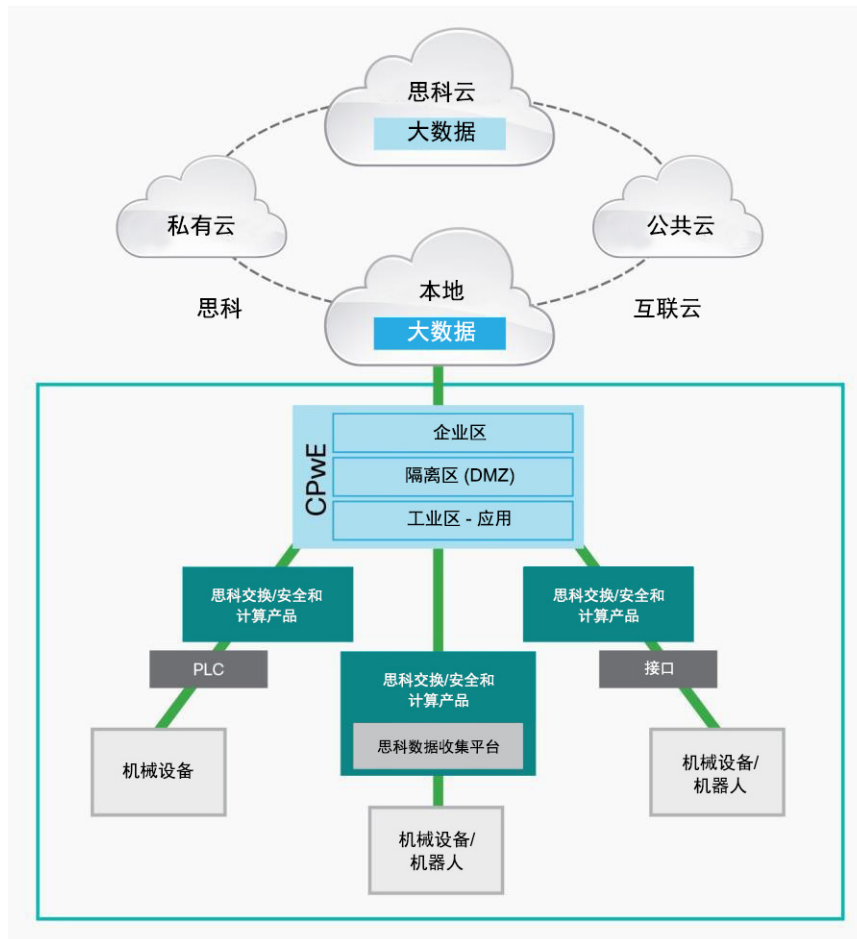 思科云
大数据
私有云
公共云
本地
大数据
思科
互联云
CPwE
企业区
隔离区 (DMZ)
工业区 - 应用
思科交换/安全和
计算产品
思科交换/安全和
计算产品
PLC
接口
思科交换/安全和
计算产品
思科数据收集平台
机械设备
机械设备/
机器人
机械设备/
机器人